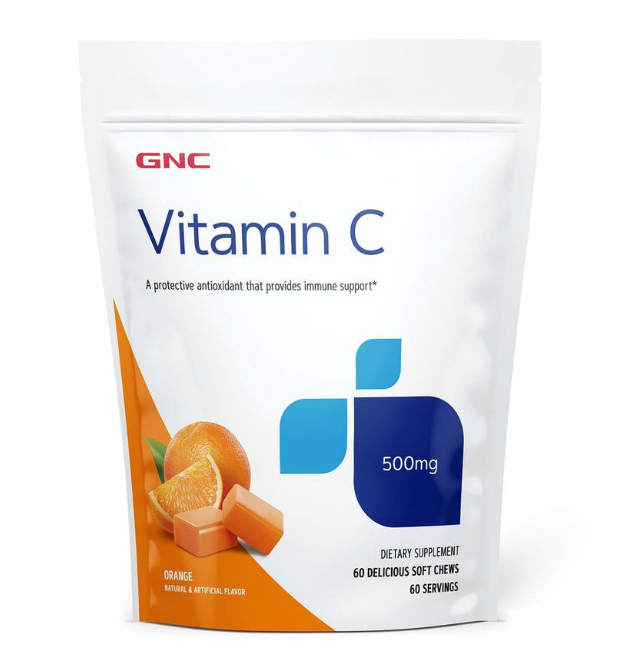 GNC
Vitamin C
A protective antioxidant that provides immune support*
500mg
DIETARY SUPPLEMENT
60 DELICIOUS SOFT CHEWS
60 SERVINGS
ORANGE
NATURAL & ARTIFICIAL FLAVOR